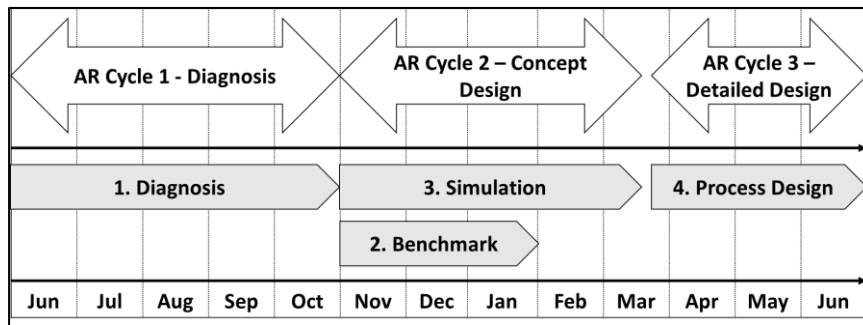 AR Cycle 1 - Diagnosis
AR Cycle 2 – Concept
Design
AR Cycle 3 –
Detailed Design
1. Diagnosis
3. Simulation
4. Process Design
2. Benchmark
Jun Jul Aug Sep Oct Nov Dec Jan Feb Mar Apr May Jun